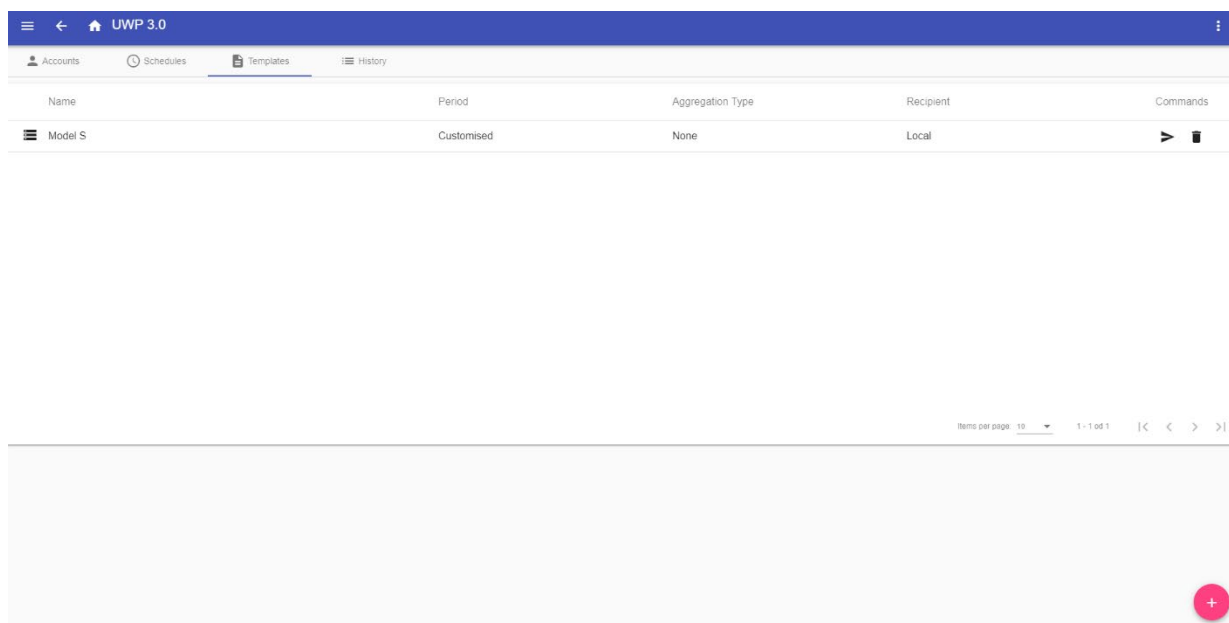 UWP 3.0
Accounts Schedules Templates History
Name Period Aggregation Type Recipient Commands
Model S Customised None Local
Items per page: 10 1 - 1 od 1